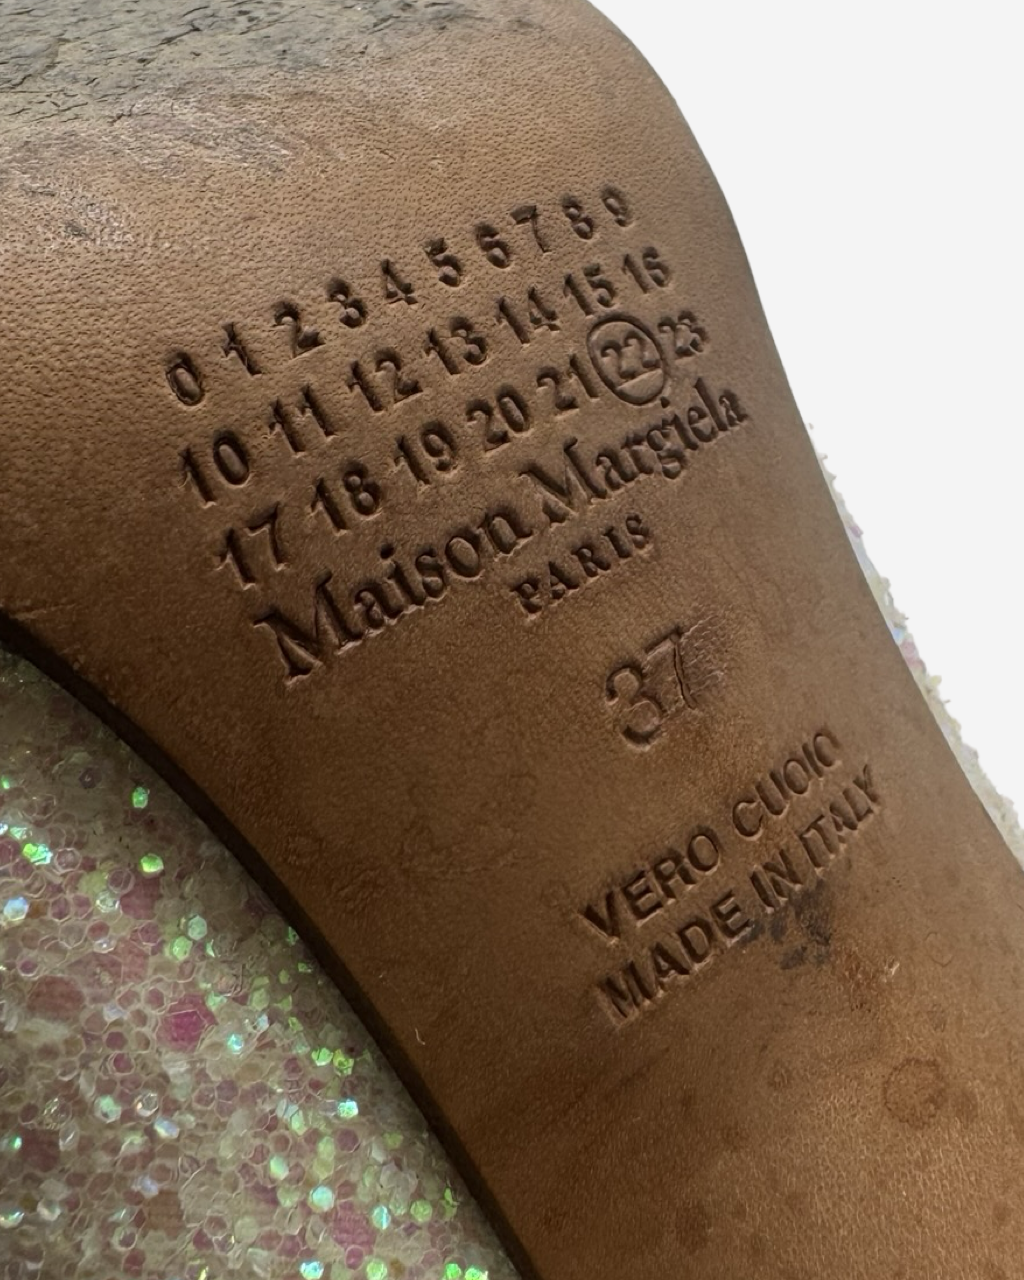 0 1 2 3 4 5 6 7 8 9
10 11 12 13 14 15 16
17 18 19 20 21 22 23
Maison Margiela
PARIS
37
VERO CUOIO
MADE IN ITALY